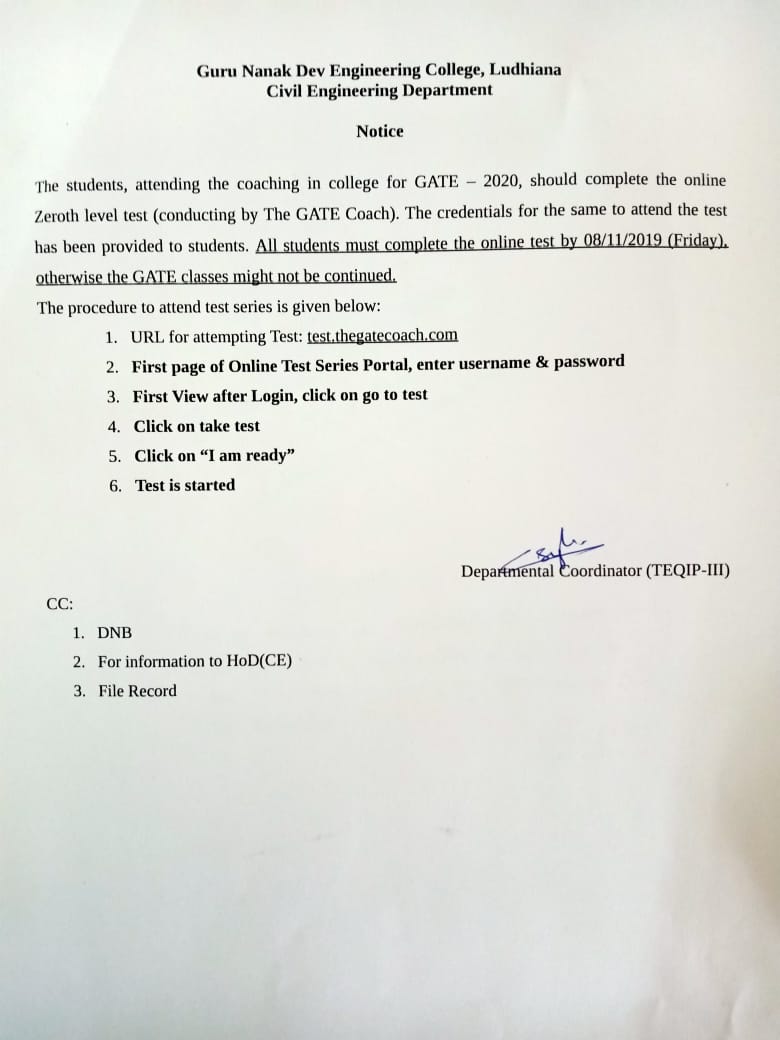 Guru Nanak Dev Engineering College, Ludhiana
Civil Engineering Department
Notice
The students, attending the coaching in college for GATE – 2020, should complete the online
Zeroth level test (conducting by The GATE Coach). The credentials for the same to attend the test
has been provided to students. All students must complete the online test by 08/11/2019 (Friday),
otherwise the GATE classes might not be continued.
The procedure to attend test series is given below:
1. URL for attempting Test: test.thegatecoach.com
2. First page of Online Test Series Portal, enter username & password
3. First View after Login, click on go to test
4. Click on take test
5. Click on “I am ready”
6. Test is started
Departmental Coordinator (TEQIP-III)
CC:
1. DNB
2. For information to HoD(CE)
3. File Record